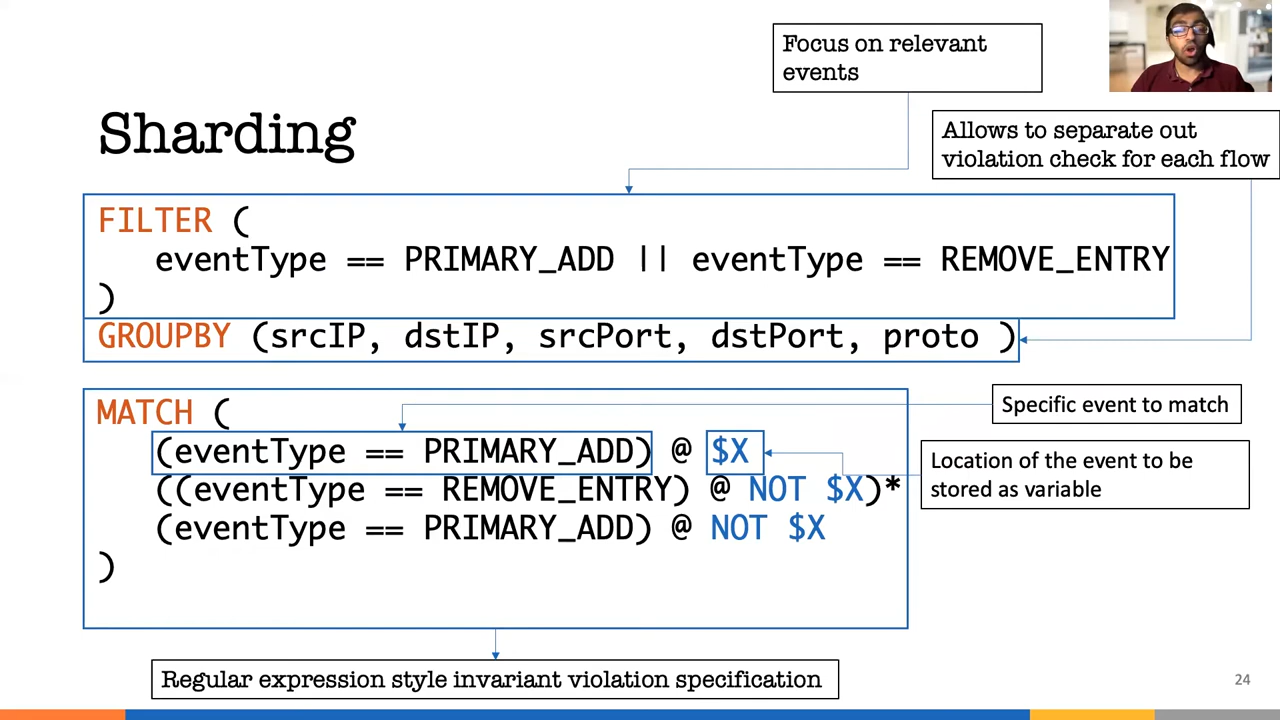 Focus on relevant
events
Sharding
Allows to separate out
violation check for each flow
FILTER (
eventType == PRIMARY_ADD || eventType == REMOVE_ENTRY
)
GROUPBY (srcIP, dstIP, srcPort, dstPort, proto )
MATCH (
(eventType == PRIMARY_ADD) @ $X
((eventType == REMOVE_ENTRY) @ NOT $X)*
(eventType == PRIMARY_ADD) @ NOT $X
)
Specific event to match
Location of the event to be
stored as variable
Regular expression style invariant violation specification
24